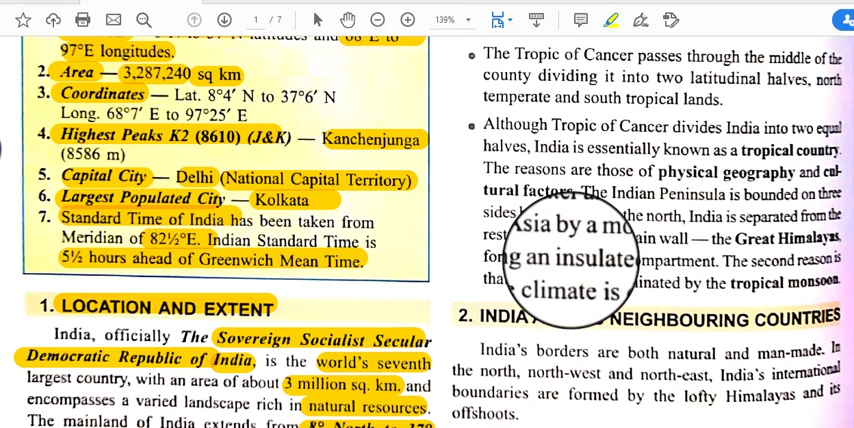 1 / 7
139%
latitudes and
97°E longitudes.
2. Area — 3,287,240 sq km
3. Coordinates — Lat. 8°4′ N to 37°6′ N
Long. 68°7′ E to 97°25′ E
4. Highest Peaks K2 (8610) (J&K) — Kanchenjunga
(8586 m)
5. Capital City — Delhi (National Capital Territory)
6. Largest Populated City — Kolkata
7. Standard Time of India has been taken from
Meridian of 82½°E. Indian Standard Time is
5½ hours ahead of Greenwich Mean Time.
1. LOCATION AND EXTENT
India, officially The Sovereign Socialist Secular
Democratic Republic of India, is the world's seventh
largest country, with an area of about 3 million sq. km. and
encompasses a varied landscape rich in natural resources.
The mainland of India extends from 8° North to 37°
• The Tropic of Cancer passes through the middle of the
county dividing it into two latitudinal halves, north
temperate and south tropical lands.
• Although Tropic of Cancer divides India into two equal
halves, India is essentially known as a tropical country.
The reasons are those of physical geography and cul-
tural factors. The Indian Peninsula is bounded on three
sides the north, India is separated from the
rest Asia by a mo ain wall — the Great Himalayas,
for g an insulate mpartment. The second reason is
tha climate is inated by the tropical monsoon
2. INDIA NEIGHBOURING COUNTRIES
India's borders are both natural and man-made. In
the north, north-west and north-east, India's international
boundaries are formed by the lofty Himalayas and its
offshoots.